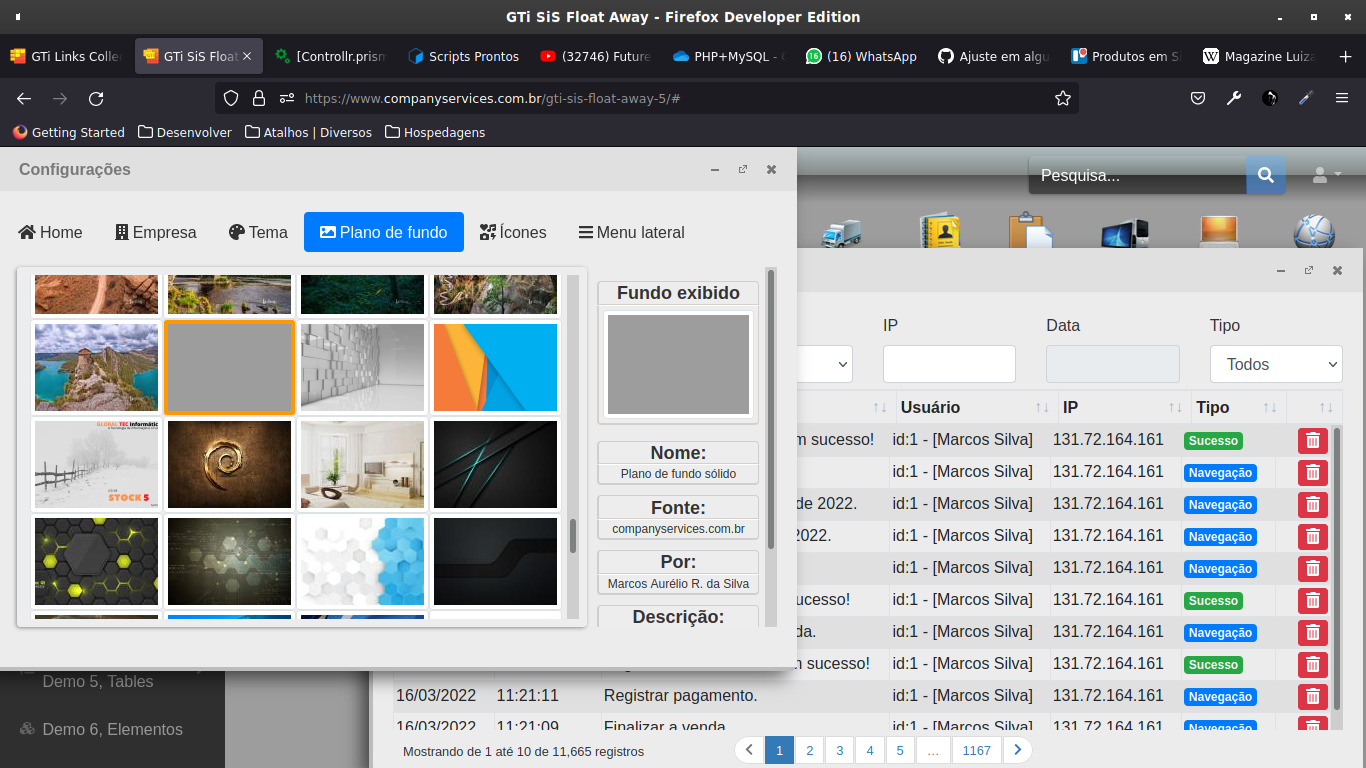 GTi SiS Float Away - Firefox Developer Edition
GTi Links Colle
GTi SiS Float
[Controllr.prism
Scripts Prontos
(32746) Future
PHP+MySQL -
(16) WhatsApp
Ajuste em algu
Produtos em S
Magazine Luiza
https://www.companyservices.com.br/gti-sis-float-away-5/#
Getting Started
Desenvolver
Atalhos | Diversos
Hospedagens
Configurações
Pesquisa...
Home
Empresa
Tema
Plano de fundo
Ícones
Menu lateral
GLOBAL TEC Informátic
STOCK 5
Fundo exibido
Nome:
Plano de fundo sólido
Fonte:
companyservices.com.br
Por:
Marcos Aurélio R. da Silva
Descrição:
IP
Data
Tipo
Todos
Usuário
IP
Tipo
m sucesso! id:1 - [Marcos Silva] 131.72.164.161 Sucesso
id:1 - [Marcos Silva] 131.72.164.161 Navegação
de 2022. id:1 - [Marcos Silva] 131.72.164.161 Navegação
2022. id:1 - [Marcos Silva] 131.72.164.161 Navegação
id:1 - [Marcos Silva] 131.72.164.161 Navegação
ucesso! id:1 - [Marcos Silva] 131.72.164.161 Sucesso
da. id:1 - [Marcos Silva] 131.72.164.161 Navegação
m sucesso! id:1 - [Marcos Silva] 131.72.164.161 Sucesso
16/03/2022 11:21:11 Registrar pagamento. id:1 - [Marcos Silva] 131.72.164.161 Navegação
16/03/2022 11:21:09 Finalizar a venda. id:1 - [Marcos Silva] 131.72.164.161 Navegação
Demo 5, Tables
Demo 6, Elementos
Mostrando de 1 até 10 de 11,665 registros
1 2 3 4 5 … 1167